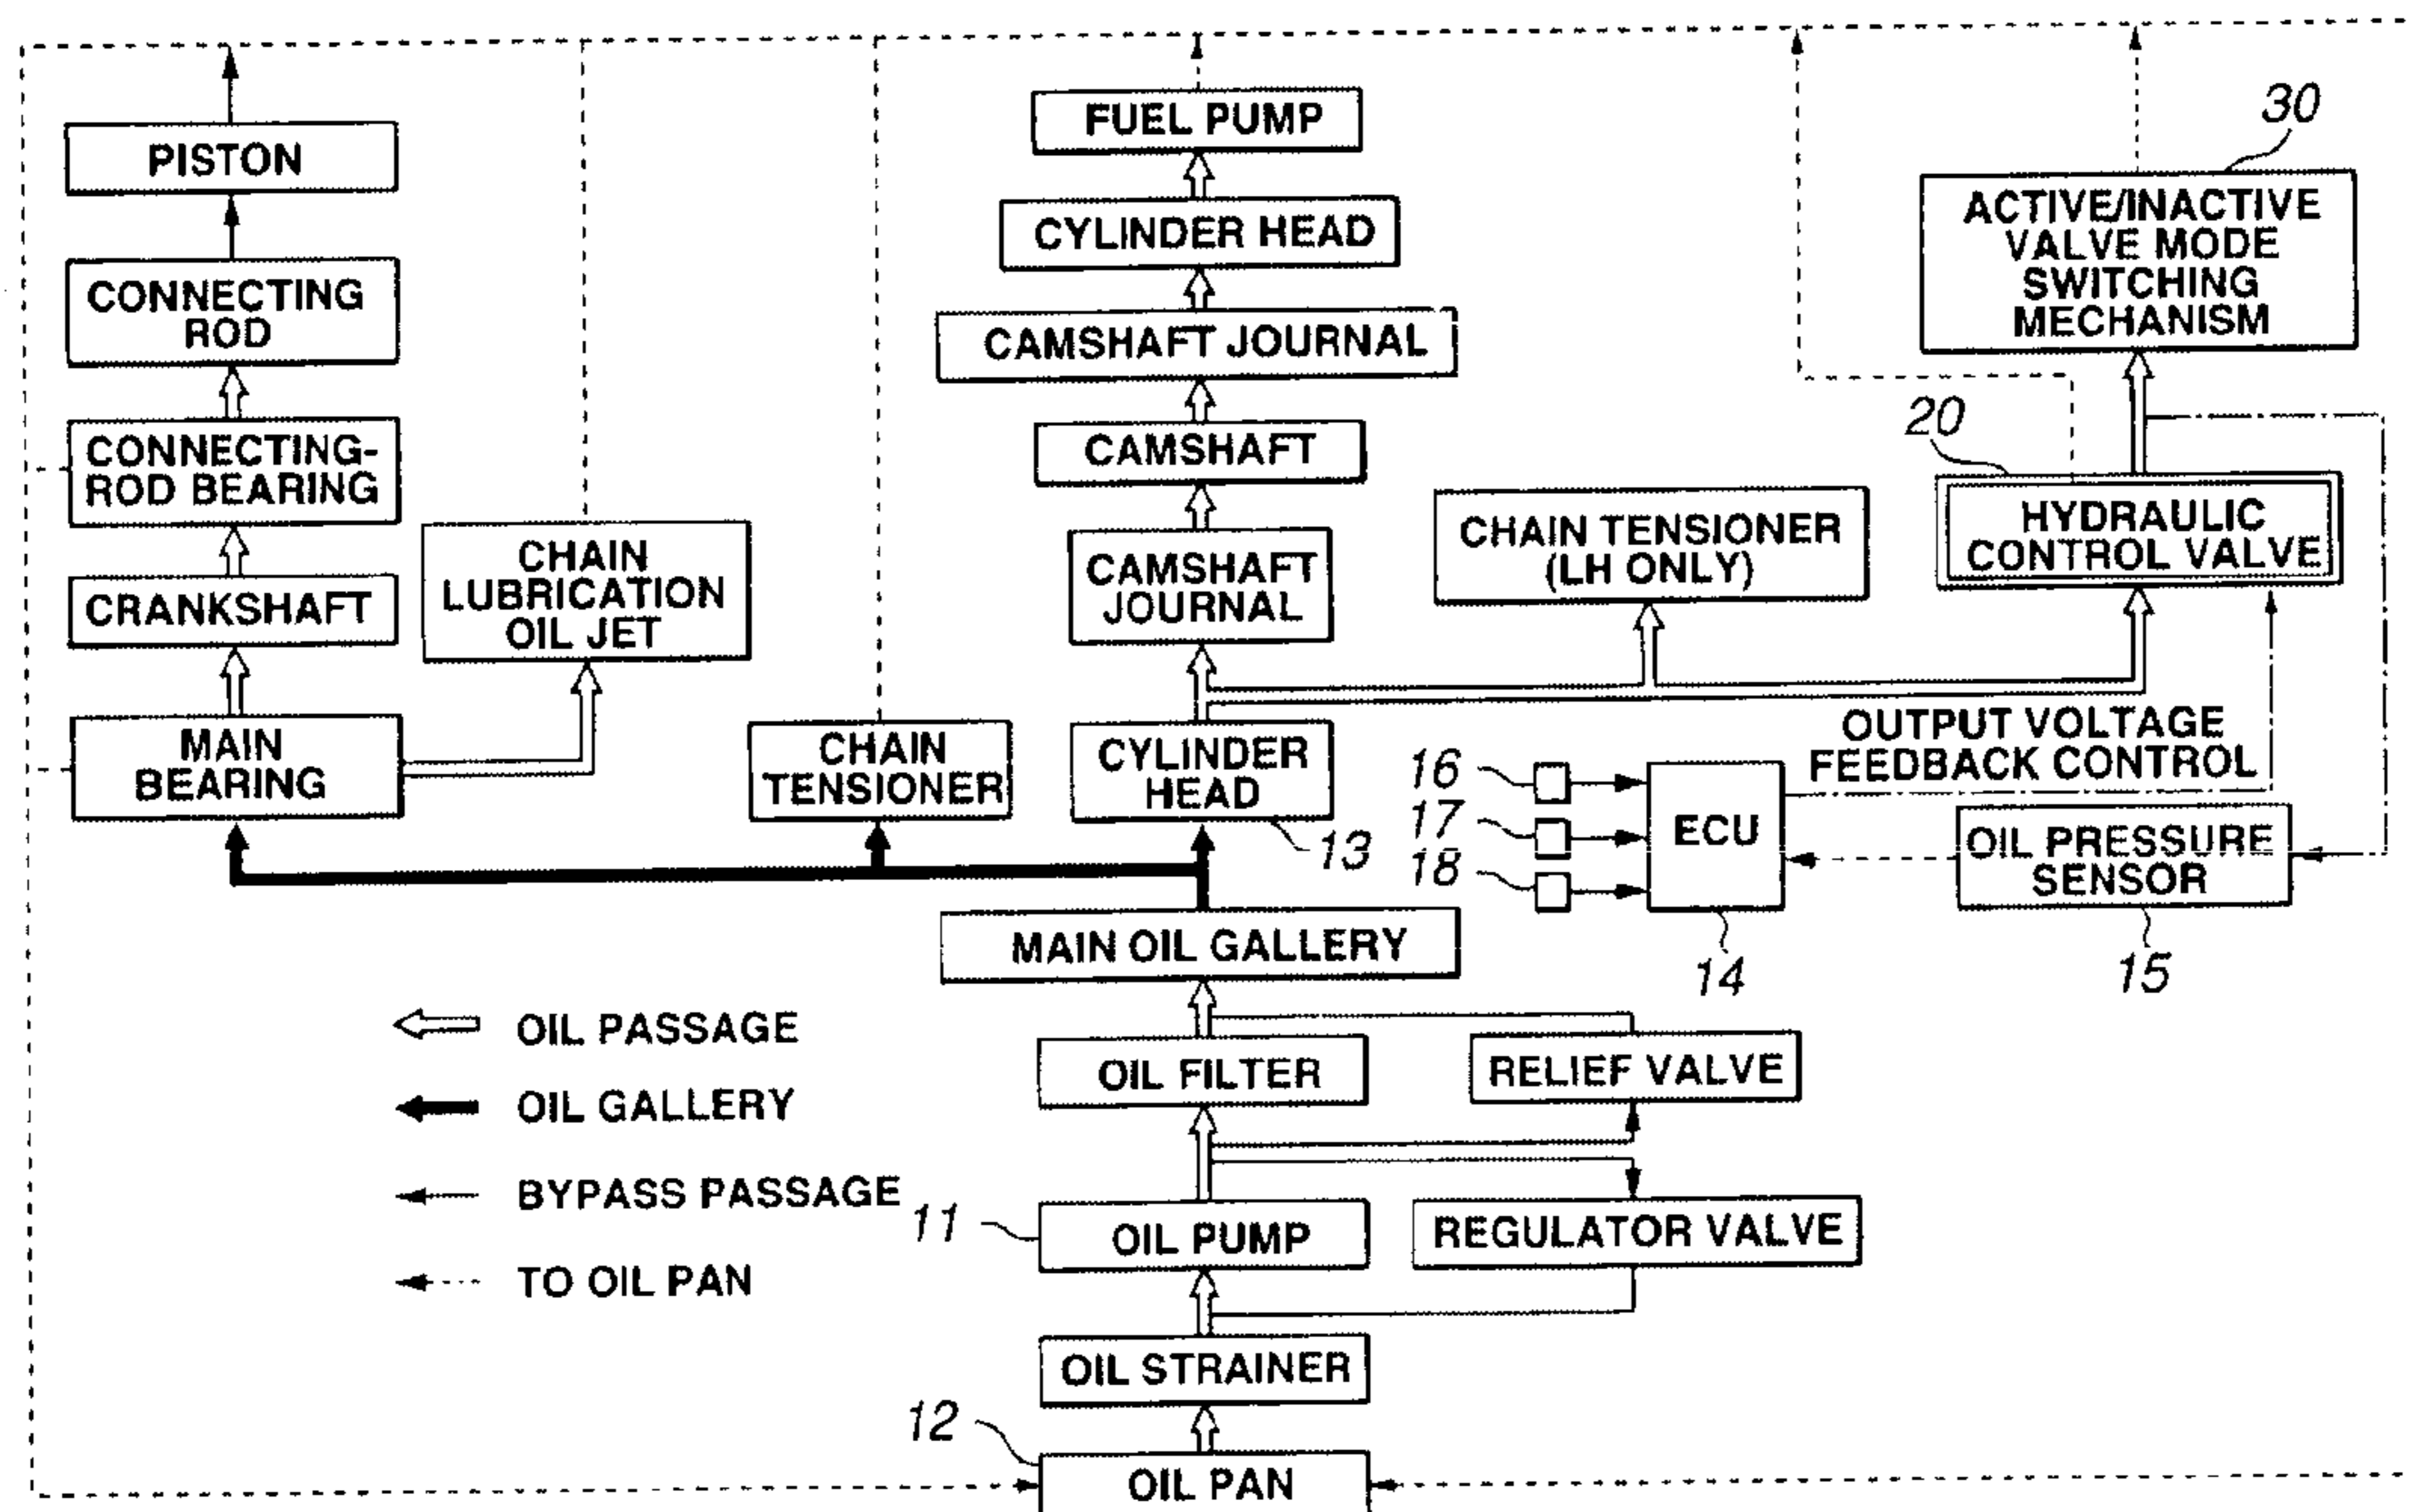 FUEL PUMP
30
PISTON
CYLINDER HEAD
ACTIVE/INACTIVE
VALVE MODE
SWITCHING
MECHANISM
CONNECTING
ROD
CAMSHAFT JOURNAL
20
CONNECTING-
ROD BEARING
CAMSHAFT
CHAIN TENSIONER
(LH ONLY)
HYDRAULIC
CONTROL VALVE
CHAIN
LUBRICATION
OIL JET
CAMSHAFT
JOURNAL
CRANKSHAFT
MAIN
BEARING
CHAIN
TENSIONER
CYLINDER
HEAD
13
OUTPUT VOLTAGE
FEEDBACK CONTROL
16
17
18
ECU
14
OIL PRESSURE
SENSOR
15
MAIN OIL GALLERY
OIL PASSAGE
OIL GALLERY
BYPASS PASSAGE
TO OIL PAN
OIL FILTER
RELIEF VALVE
11
OIL PUMP
REGULATOR VALVE
OIL STRAINER
12
OIL PAN